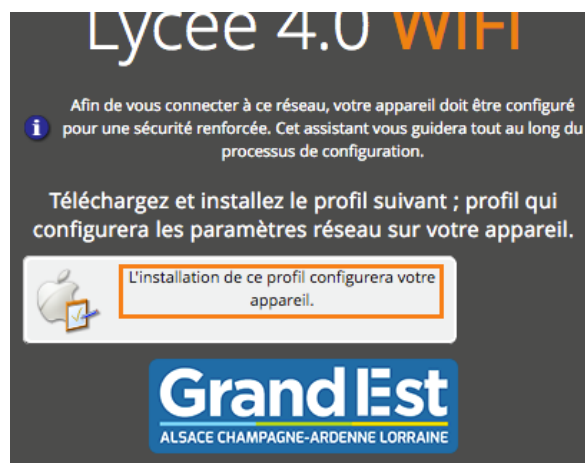 Lycée 4.0 WIFI
Afin de vous connecter à ce réseau, votre appareil doit être configuré
pour une sécurité renforcée. Cet assistant vous guidera tout au long du
processus de configuration.
Téléchargez et installez le profil suivant ; profil qui
configurera les paramètres réseau sur votre appareil.
L'installation de ce profil configurera votre
appareil.
Grand Est
ALSACE CHAMPAGNE-ARDENNE LORRAINE